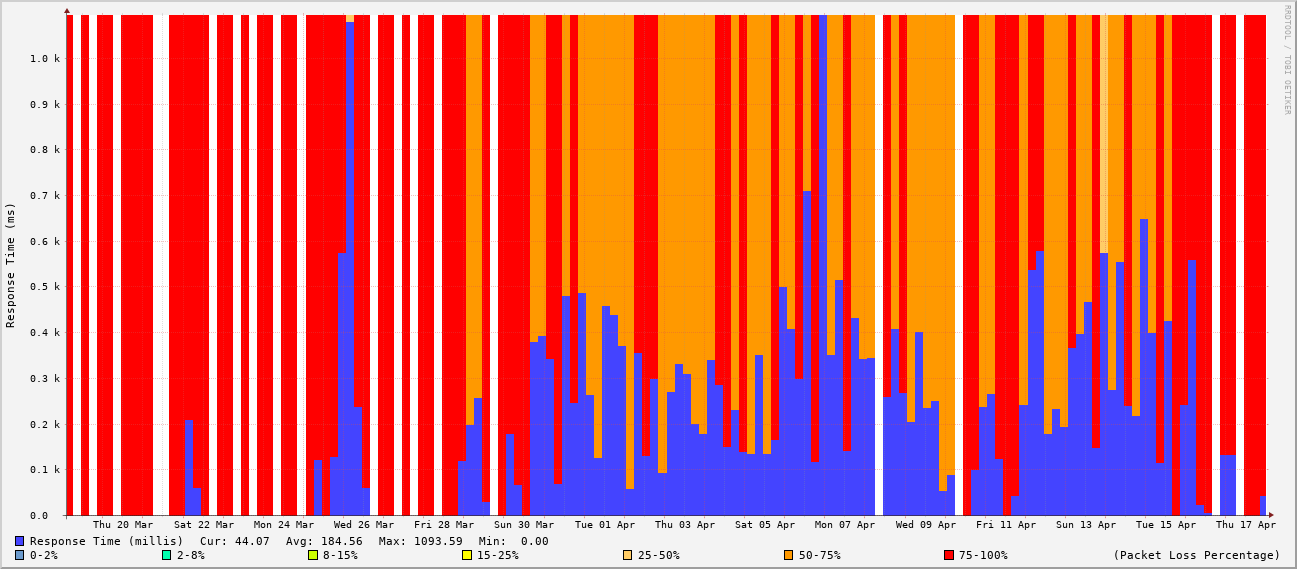 RRDTOOL / TOBI OETIKER
Response Time (ms)
1.0 k
0.9 k
0.8 k
0.7 k
0.6 k
0.5 k
0.4 k
0.3 k
0.2 k
0.1 k
0.0
Thu 20 Mar Sat 22 Mar Mon 24 Mar Wed 26 Mar Fri 28 Mar Sun 30 Mar Tue 01 Apr Thu 03 Apr Sat 05 Apr Mon 07 Apr Wed 09 Apr Fri 11 Apr Sun 13 Apr Tue 15 Apr Thu 17 Apr
Response Time (millis) Cur: 44.07 Avg: 184.56 Max: 1093.59 Min: 0.00
0-2% 2-8% 8-15% 15-25% 25-50% 50-75% 75-100% (Packet Loss Percentage)